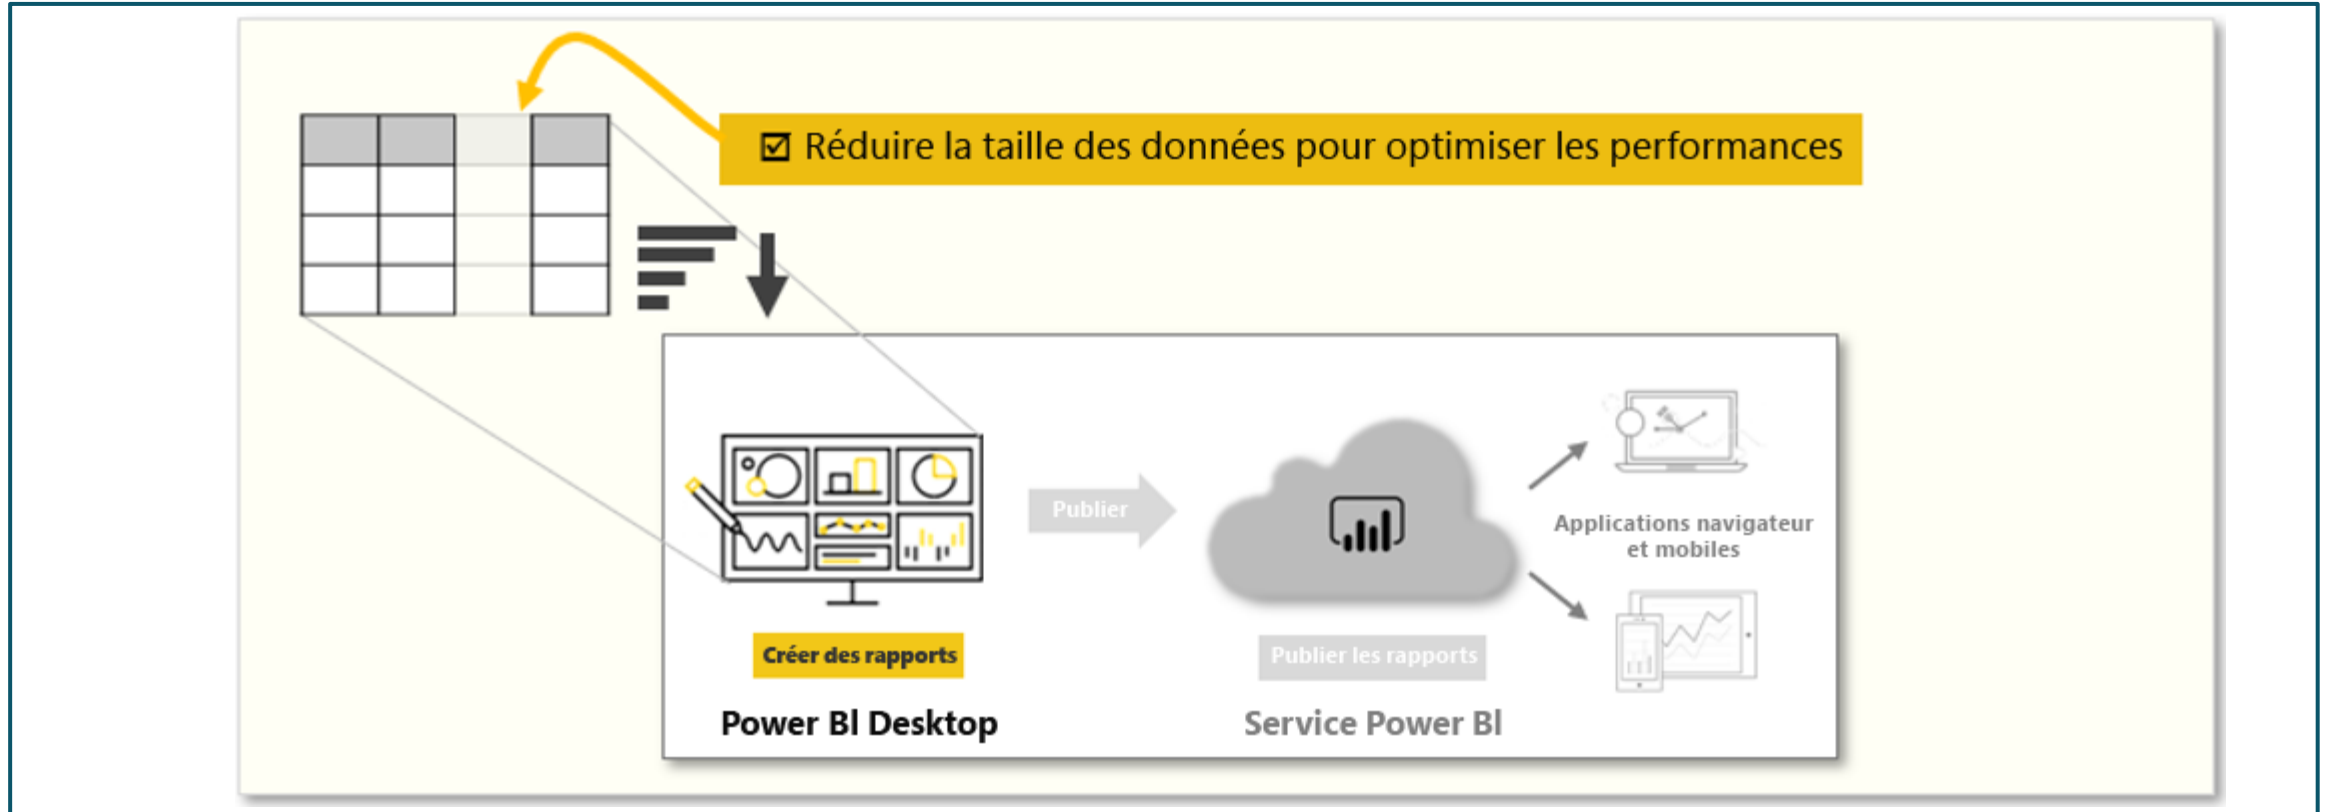 Réduire la taille des données pour optimiser les performances
Publier
Applications navigateur
et mobiles
Créer des rapports
Publier les rapports
Power BI Desktop
Service Power BI